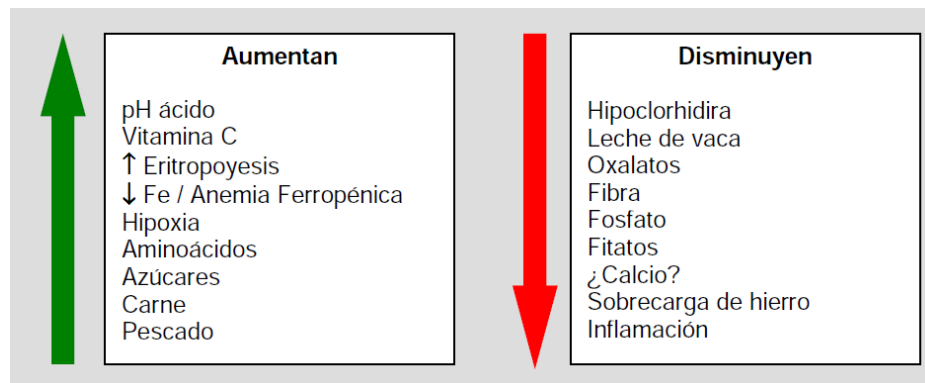 Aumentan
pH ácido
Vitamina C
↑ Eritropoyesis
↓ Fe / Anemia Ferropénica
Hipoxia
Aminoácidos
Azúcares
Carne
Pescado
Disminuyen
Hipoclorhidira
Leche de vaca
Oxalatos
Fibra
Fosfato
Fitatos
¿Calcio?
Sobrecarga de hierro
Inflamación